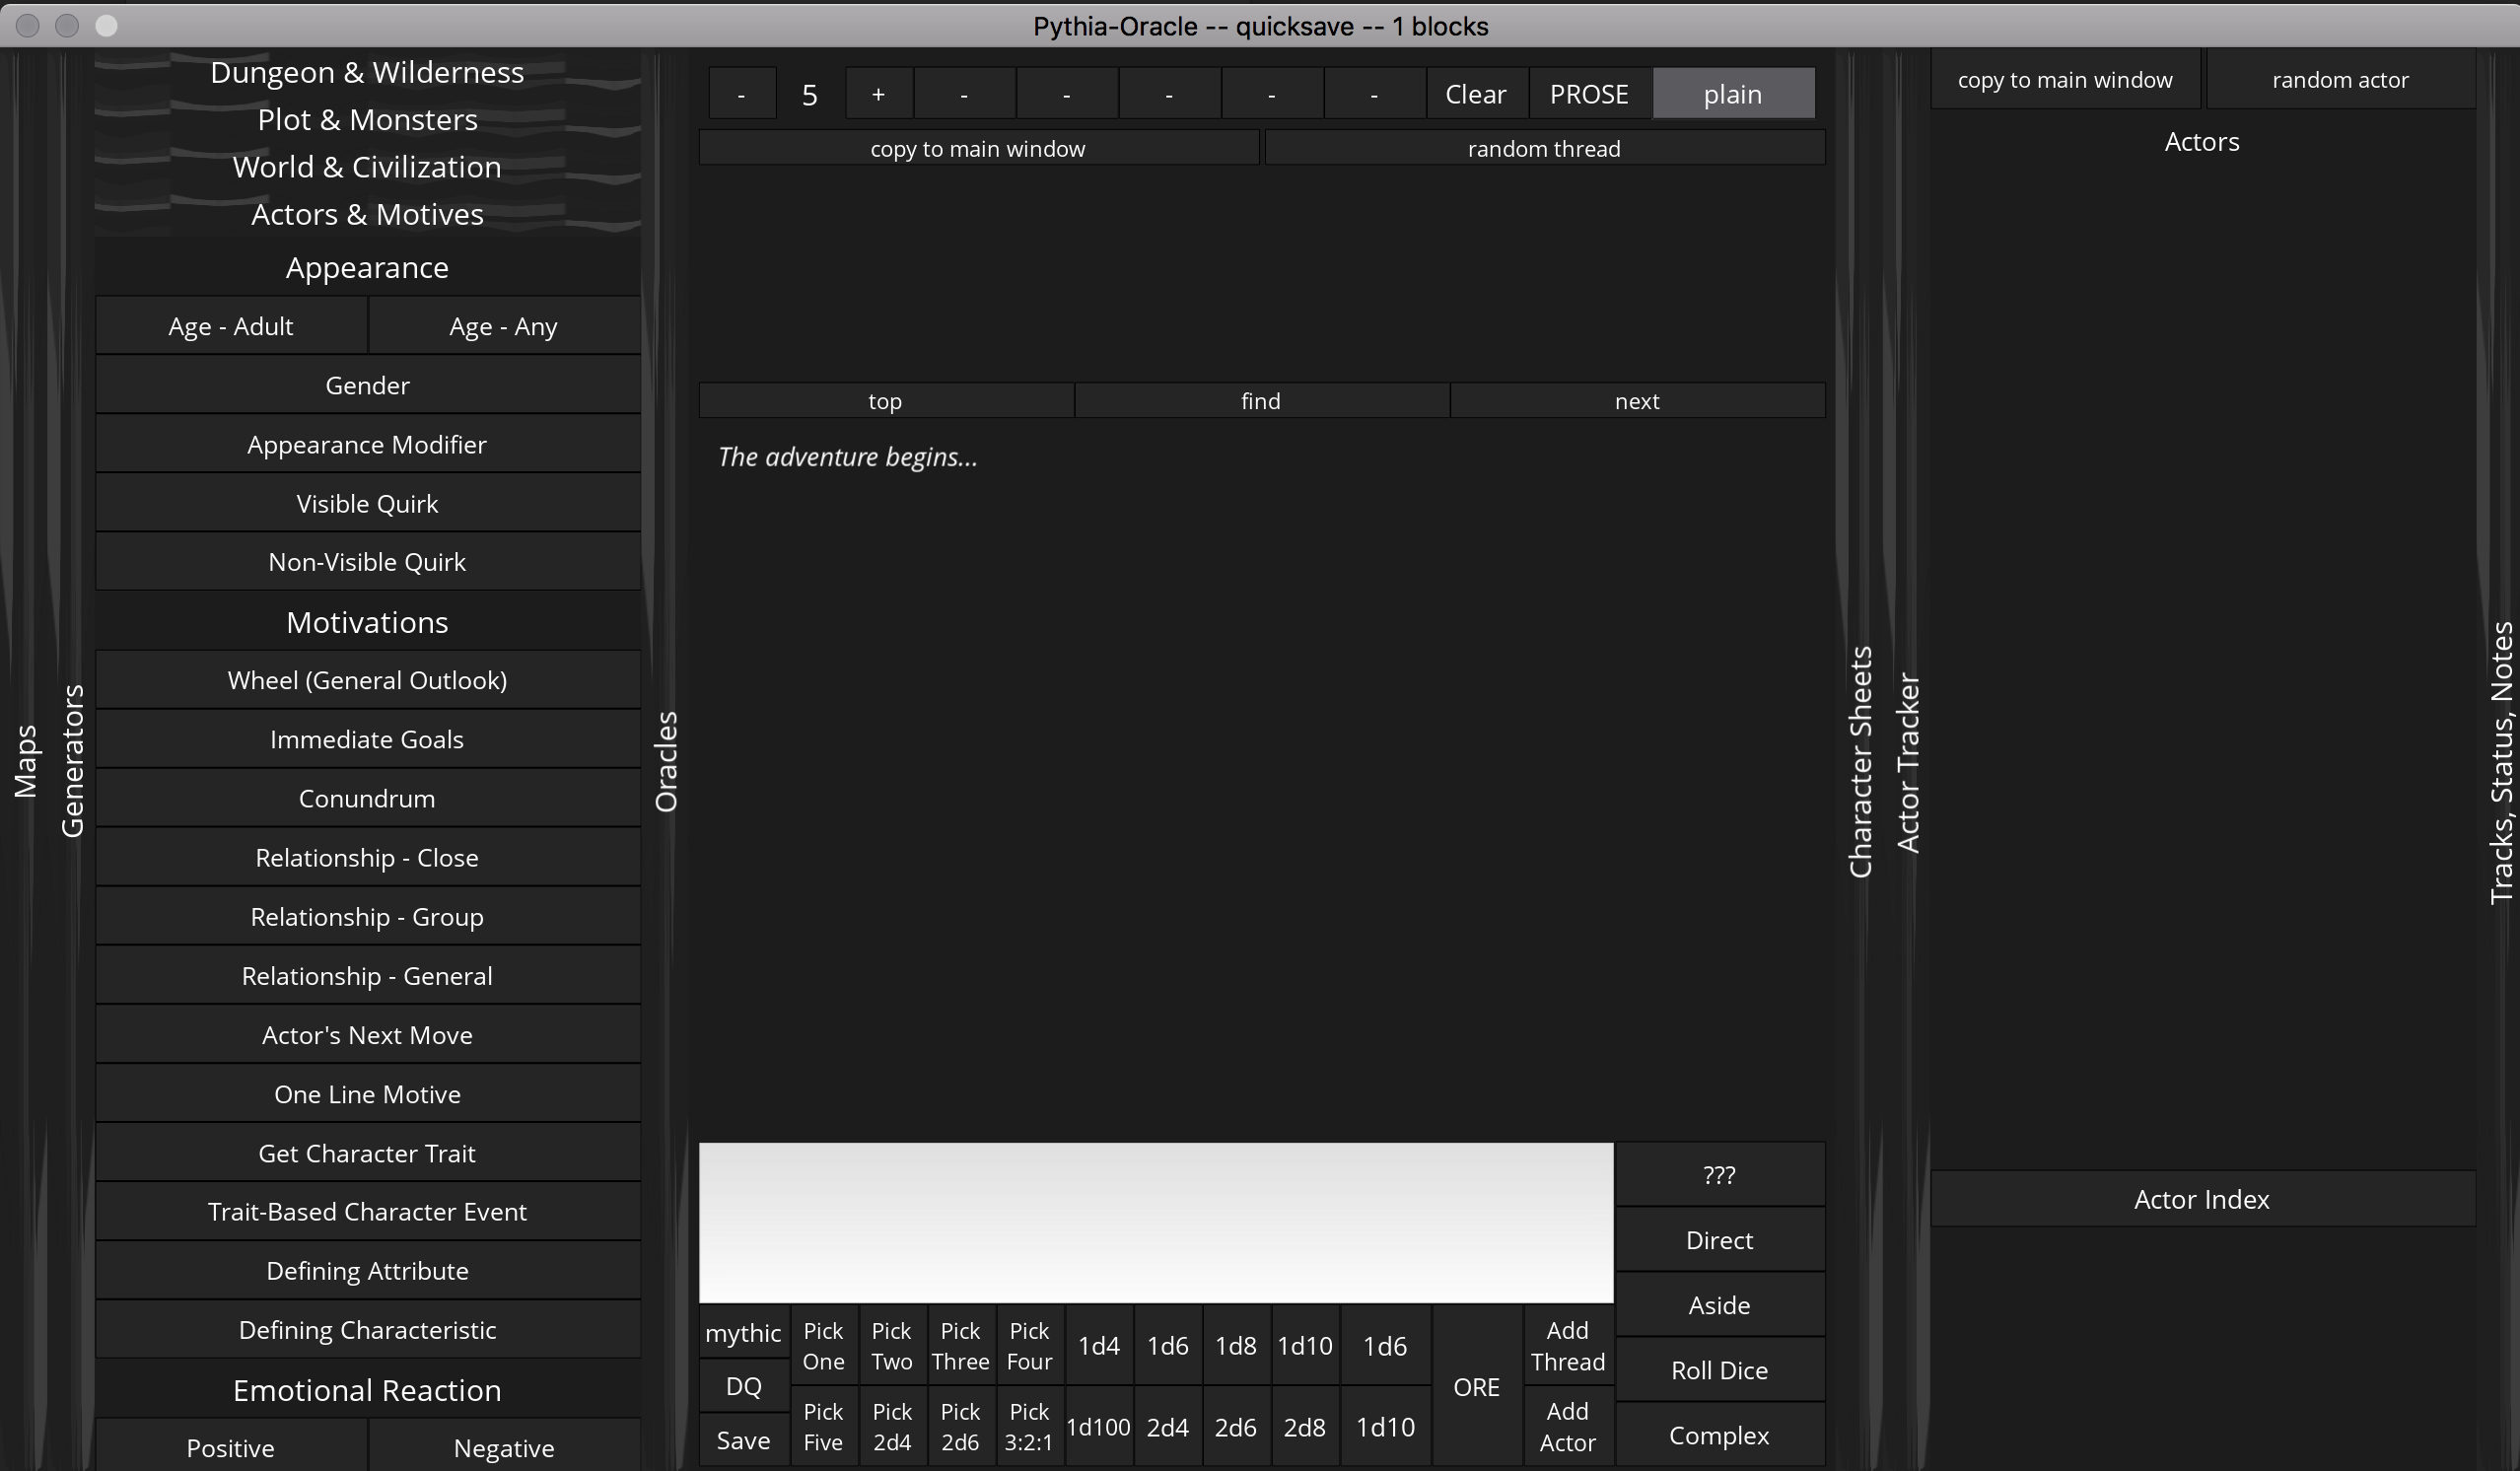 Pythia-Oracle -- quicksave -- 1 blocks
Maps
Generators
Dungeon & Wilderness
Plot & Monsters
World & Civilization
Actors & Motives
Appearance
Age - Adult
Age - Any
Gender
Appearance Modifier
Visible Quirk
Non-Visible Quirk
Motivations
Wheel (General Outlook)
Immediate Goals
Conundrum
Relationship - Close
Relationship - Group
Relationship - General
Actor's Next Move
One Line Motive
Get Character Trait
Trait-Based Character Event
Defining Attribute
Defining Characteristic
Emotional Reaction
Positive
Negative
Oracles
- 5 + - - - - - Clear PROSE plain
copy to main window
random thread
top
find
next
The adventure begins...
???
Direct
Aside
Roll Dice
Complex
mythic
DQ
Save
Pick
One
Pick
Two
Pick
Three
Pick
Four
1d4
1d6
1d8
1d10
1d6
Pick
Five
Pick
2d4
Pick
2d6
Pick
3:2:1
1d100
2d4
2d6
2d8
1d10
ORE
Add
Thread
Add
Actor
Character Sheets
Actor Tracker
copy to main window
random actor
Actors
Actor Index
Tracks, Status, Notes